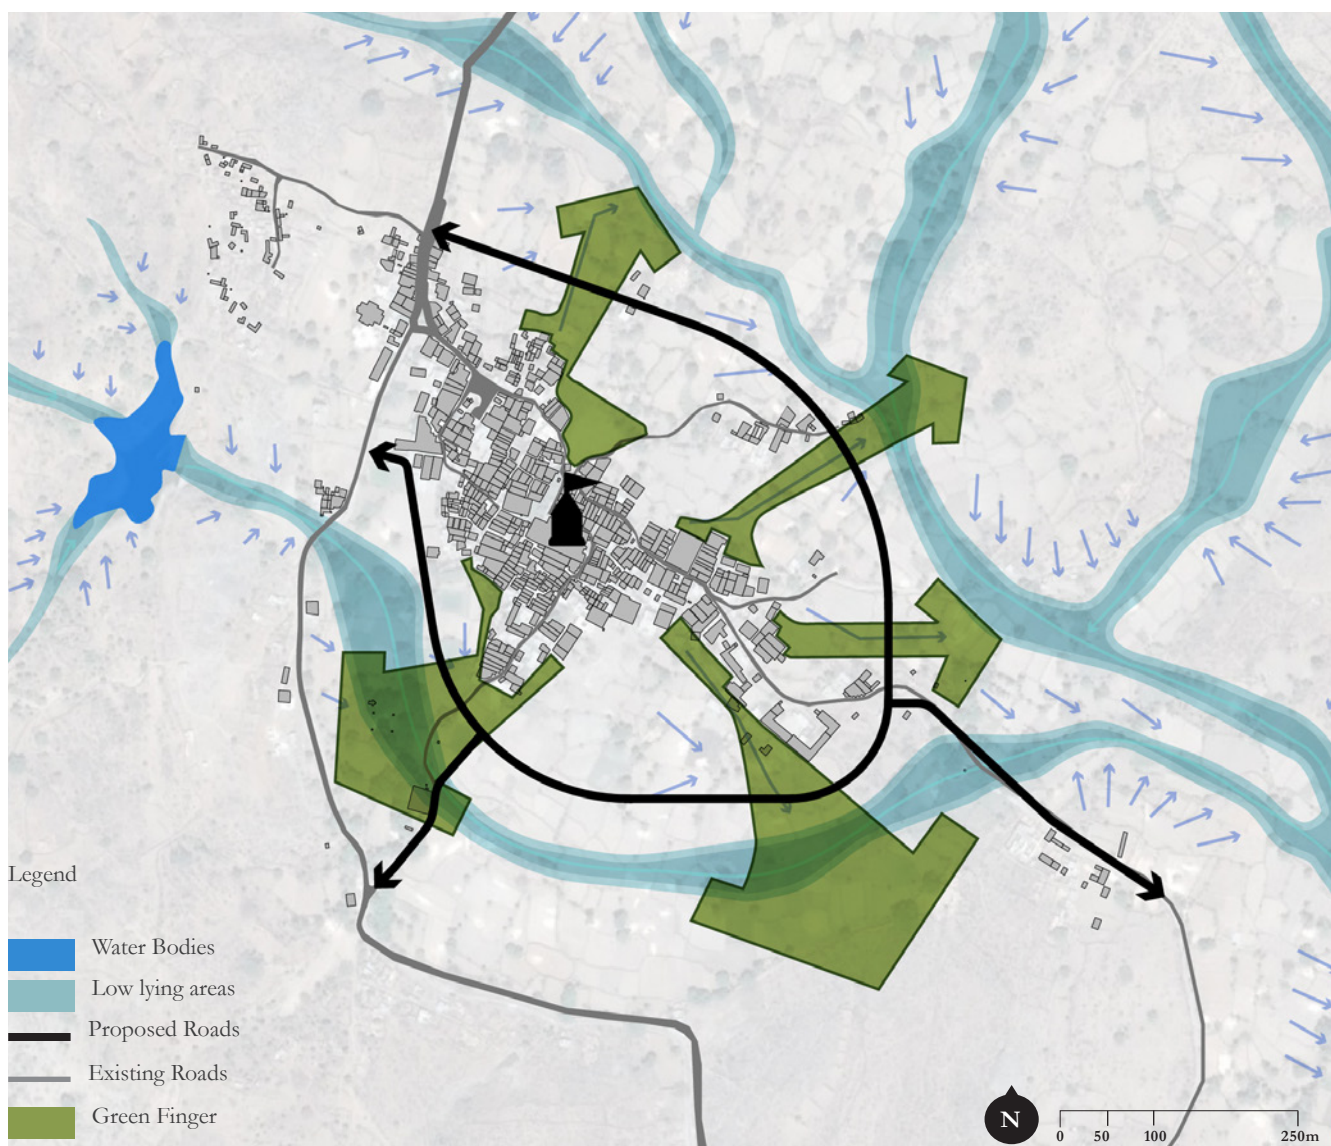 Legend
Water Bodies
Low lying areas
Proposed Roads
Existing Roads
Green Finger
N
0 50 100 250m